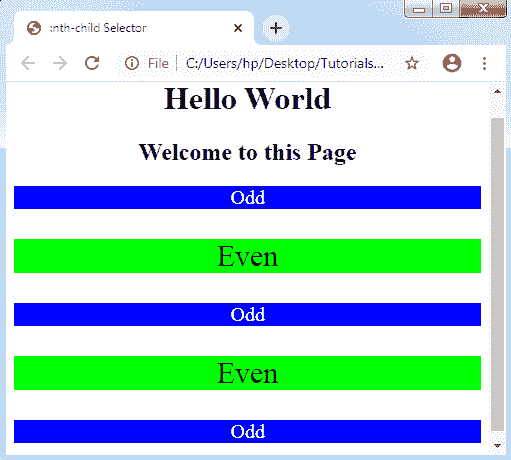 :nth-child Selector
File C:/Users/hp/Desktop/Tutorials...
Hello World
Welcome to this Page
Odd
Even
Odd
Even
Odd